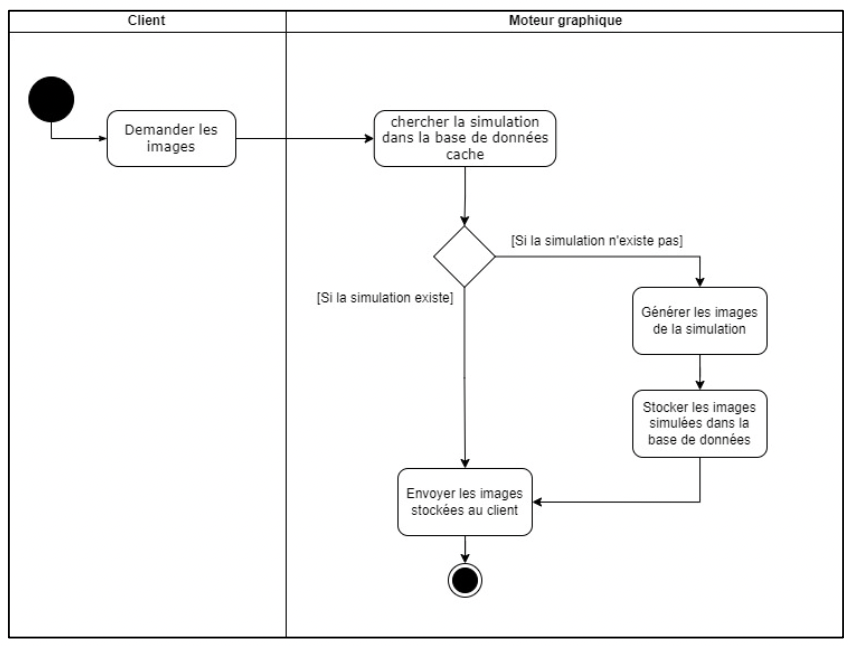 Client
Moteur graphique
Demander les
images
chercher la simulation
dans la base de données
cache
[Si la simulation n'existe pas]
[Si la simulation existe]
Générer les images
de la simulation
Stocker les images
simulées dans la
base de données
Envoyer les images
stockées au client